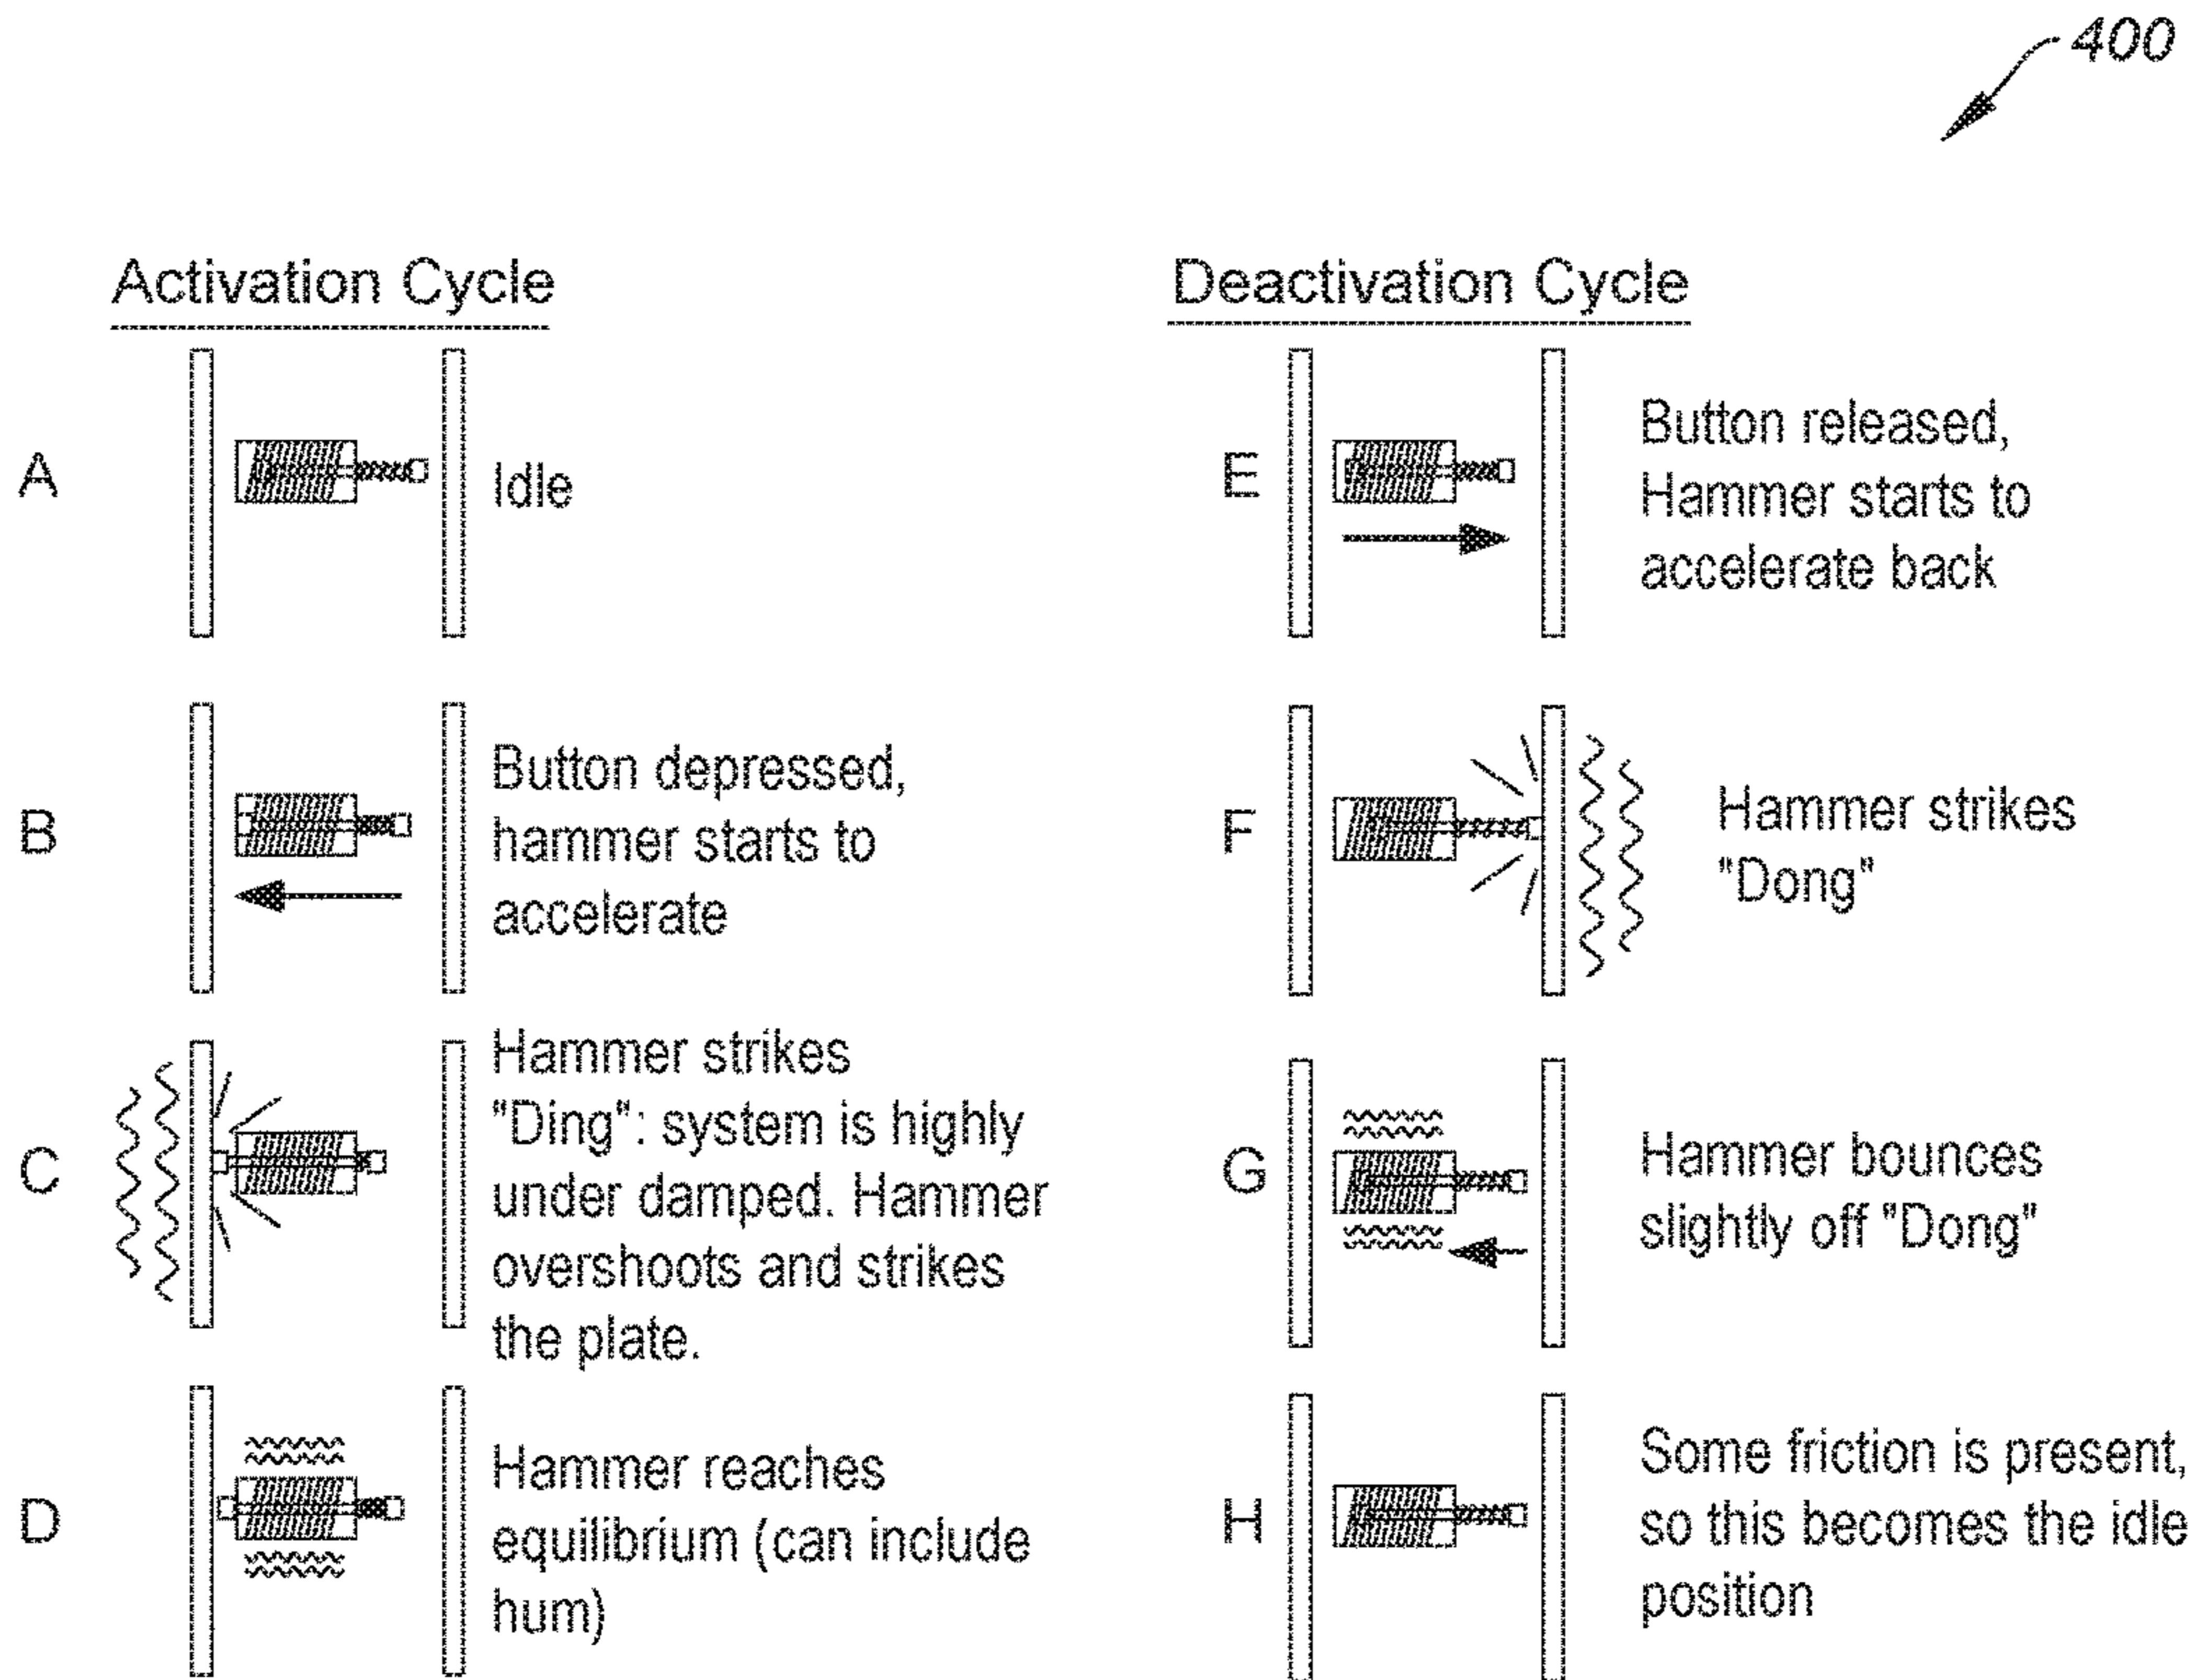 400
Activation Cycle
A
Idle
B
Button depressed,
hammer starts to
accelerate
C
Hammer strikes
"Ding": system is highly
under damped. Hammer
overshoots and strikes
the plate.
D
Hammer reaches
equilibrium (can include
hum)
Deactivation Cycle
E
Button released,
Hammer starts to
accelerate back
F
Hammer strikes
"Dong"
G
Hammer bounces
slightly off "Dong"
H
Some friction is present,
so this becomes the idle
position